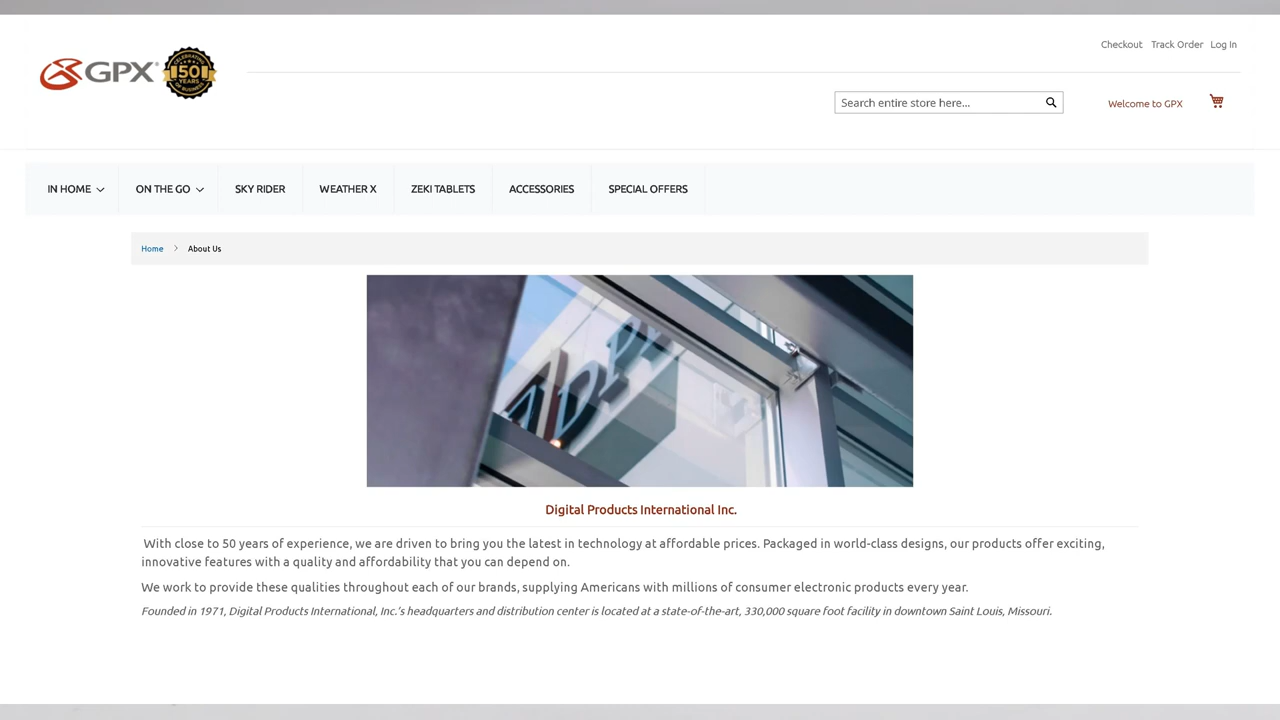 Checkout Track Order Log In
GPX
CELEBRATING
50
YEARS
OF BUSINESS
Search entire store here...
Welcome to GPX
IN HOME ON THE GO SKY RIDER WEATHER X ZEKI TABLETS ACCESSORIES SPECIAL OFFERS
Home About Us
DPI
Digital Products International Inc.
With close to 50 years of experience, we are driven to bring you the latest in technology at affordable prices. Packaged in world-class designs, our products offer exciting,
innovative features with a quality and affordability that you can depend on.
We work to provide these qualities throughout each of our brands, supplying Americans with millions of consumer electronic products every year.
Founded in 1971, Digital Products International, Inc.'s headquarters and distribution center is located at a state-of-the-art, 330,000 square foot facility in downtown Saint Louis, Missouri.